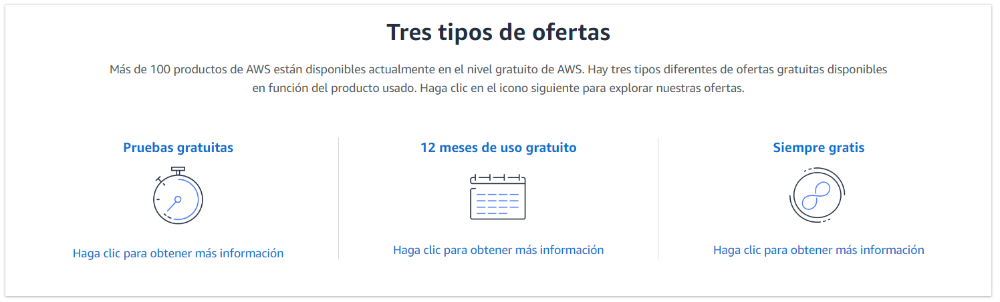 Tres tipos de ofertas
Más de 100 productos de AWS están disponibles actualmente en el nivel gratuito de AWS. Hay tres tipos diferentes de ofertas gratuitas disponibles
en función del producto usado. Haga clic en el icono siguiente para explorar nuestras ofertas.
Pruebas gratuitas
Haga clic para obtener más información
12 meses de uso gratuito
Haga clic para obtener más información
Siempre gratis
Haga clic para obtener más información